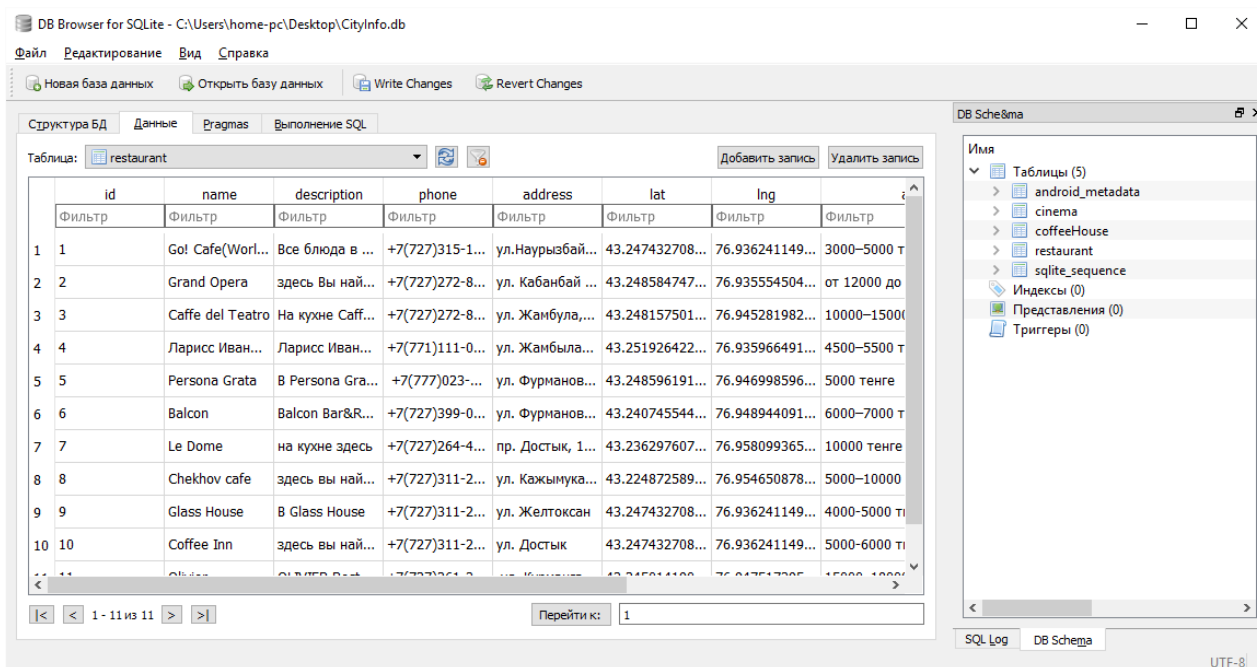 DB Browser for SQLite - C:\Users\home-pc\Desktop\CityInfo.db
Файл Редактирование Вид Справка
Новая база данных Открыть базу данных Write Changes Revert Changes
Структура БД Данные Pragmas Выполнение SQL
Таблица: restaurant Добавить запись Удалить запись
id name description phone address lat lng
Фильтр Фильтр Фильтр Фильтр Фильтр Фильтр Фильтр Фильтр
1 1 Go! Cafe(Worl... Все блюда в ... +7(727)315-1... ул.Наурызбай... 43.247432708... 76.936241149... 3000–5000 т
2 2 Grand Opera здесь Вы най... +7(727)272-8... ул. Кабанбай ... 43.248584747... 76.935554504... от 12000 до
3 3 Caffe del Teatro На кухне Caff... +7(727)272-8... ул. Жамбула,... 43.248157501... 76.945281982... 10000–15000
4 4 Ларисс Иван... Ларисс Иван... +7(771)111-0... ул. Жамбыла... 43.251926422... 76.935966491... 4500–5500 т
5 5 Persona Grata В Persona Gra... +7(777)023-... ул. Фурманов... 43.248596191... 76.946998596... 5000 тенге
6 6 Balcon Balcon Bar&R... +7(727)399-0... ул. Фурманов... 43.240745544... 76.948944091... 6000–7000 т
7 7 Le Dome на кухне здесь +7(727)264-4... пр. Достык, 1... 43.236297607... 76.958099365... 10000 тенге
8 8 Chekhov cafe здесь вы най... +7(727)311-2... ул. Кажымука... 43.224872589... 76.954650878... 5000–10000
9 9 Glass House В Glass House +7(727)311-2... ул. Желтоксан 43.247432708... 76.936241149... 4000-5000 тг
10 10 Coffee Inn здесь вы най... +7(727)311-2... ул. Достык 43.247432708... 76.936241149... 5000-6000 тг
1 - 11 из 11 Перейти к: 1
DB Sche&ma
Имя
Таблицы (5)
android_metadata
cinema
coffeeHouse
restaurant
sqlite_sequence
Индексы (0)
Представления (0)
Триггеры (0)
SQL Log DB Schema
UTF-8